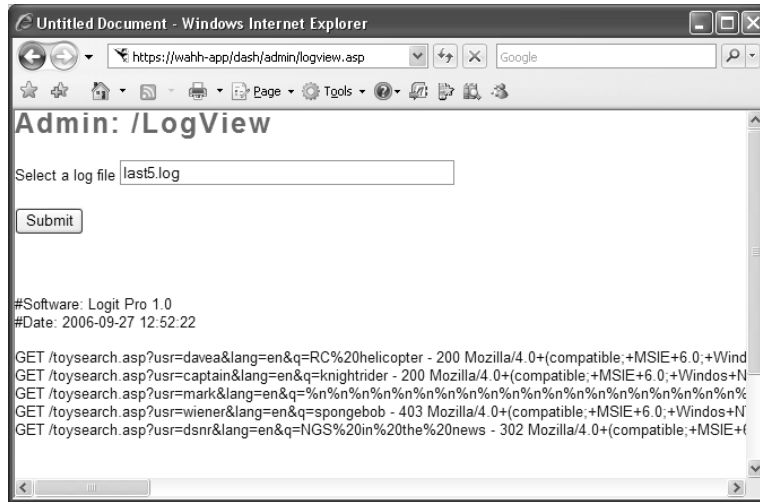 Untitled Document - Windows Internet Explorer
https://wahh-app/dash/admin/logview.asp
Google
Page
Tools
Admin: /LogView
Select a log file last5.log
Submit
#Software: Logit Pro 1.0
#Date: 2006-09-27 12:52:22
GET /toysearch.asp?usr=davea&lang=en&q=RC%20helicopter - 200 Mozilla/4.0+(compatible;+MSIE+6.0;+Wind
GET /toysearch.asp?usr=captain&lang=en&q=knightrider - 200 Mozilla/4.0+(compatible;+MSIE+6.0;+Windos+N
GET /toysearch.asp?usr=mark&lang=en&q=%n%n%n%n%n%n%n%n%n%n%n%n%n%n%n%n%n%n%n%n%n%
GET /toysearch.asp?usr=wiener&lang=en&q=spongebob - 403 Mozilla/4.0+(compatible;+MSIE+6.0;+Windos+N
GET /toysearch.asp?usr=dsnr&lang=en&q=NGS%20in%20the%20news - 302 Mozilla/4.0+(compatible;+MSIE+6